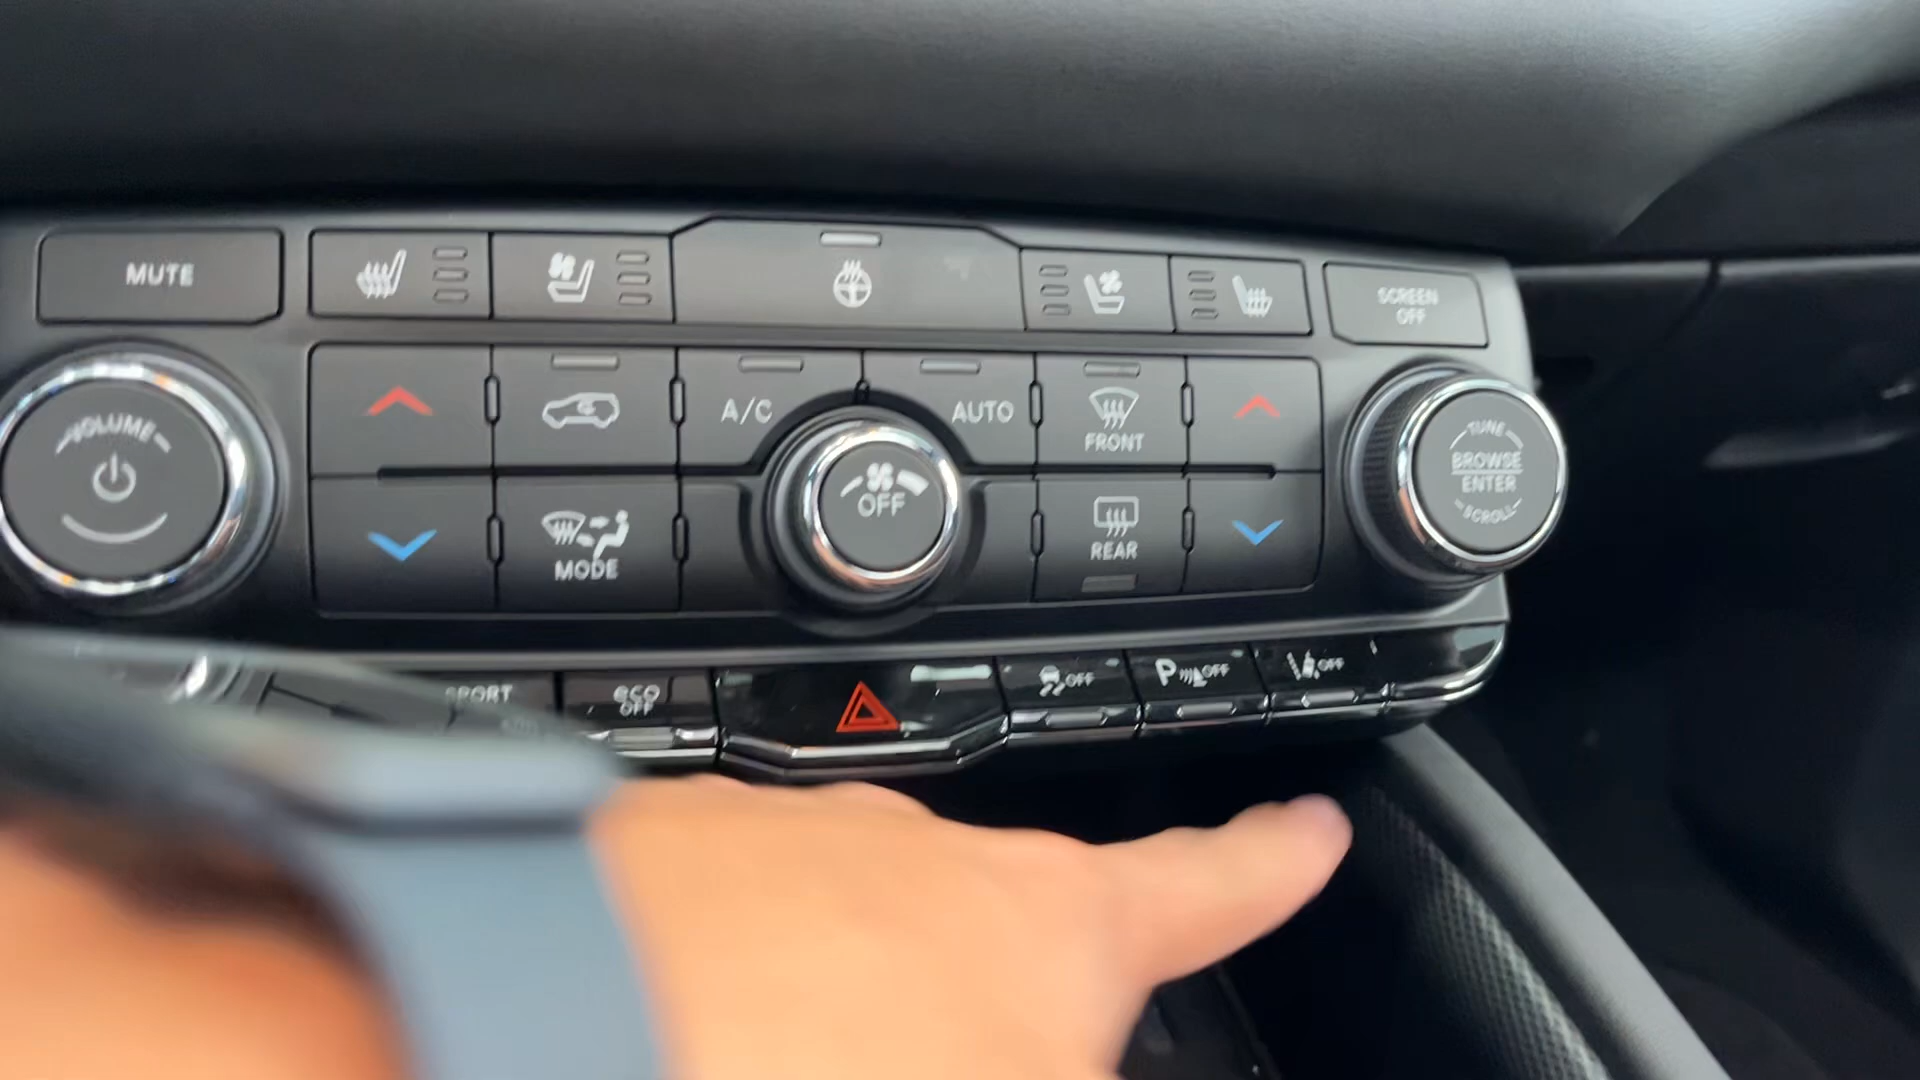 MUTE
SCREEN
OFF
VOLUME
A/C
AUTO
FRONT
TUNE
BROWSE
ENTER
SCROLL
OFF
MODE
REAR
SPORT
eco
OFF
OFF
P OFF
OFF